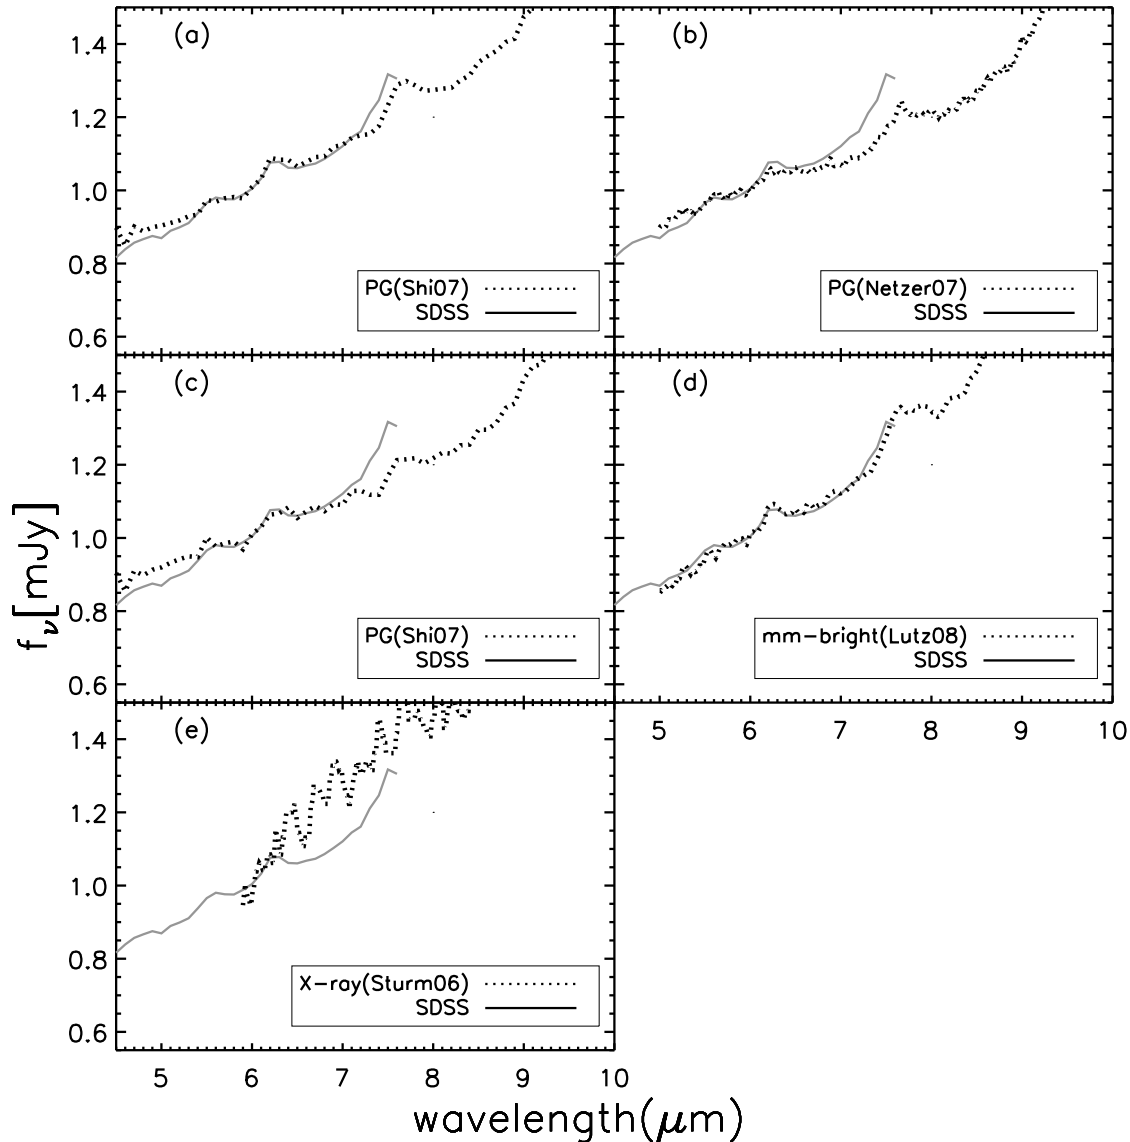 (a)
(b)
1.4
1.2
1.0
0.8
0.6
PG(Shi07)
SDSS
PG(Netzer07)
SDSS
(c)
(d)
1.4
1.2
1.0
0.8
0.6
PG(Shi07)
SDSS
mm-bright(Lutz08)
SDSS
5 6 7 8 9 10
(e)
1.4
1.2
1.0
0.8
0.6
X-ray(Sturm06)
SDSS
5 6 7 8 9 10
fν[mJy]
wavelength(μm)